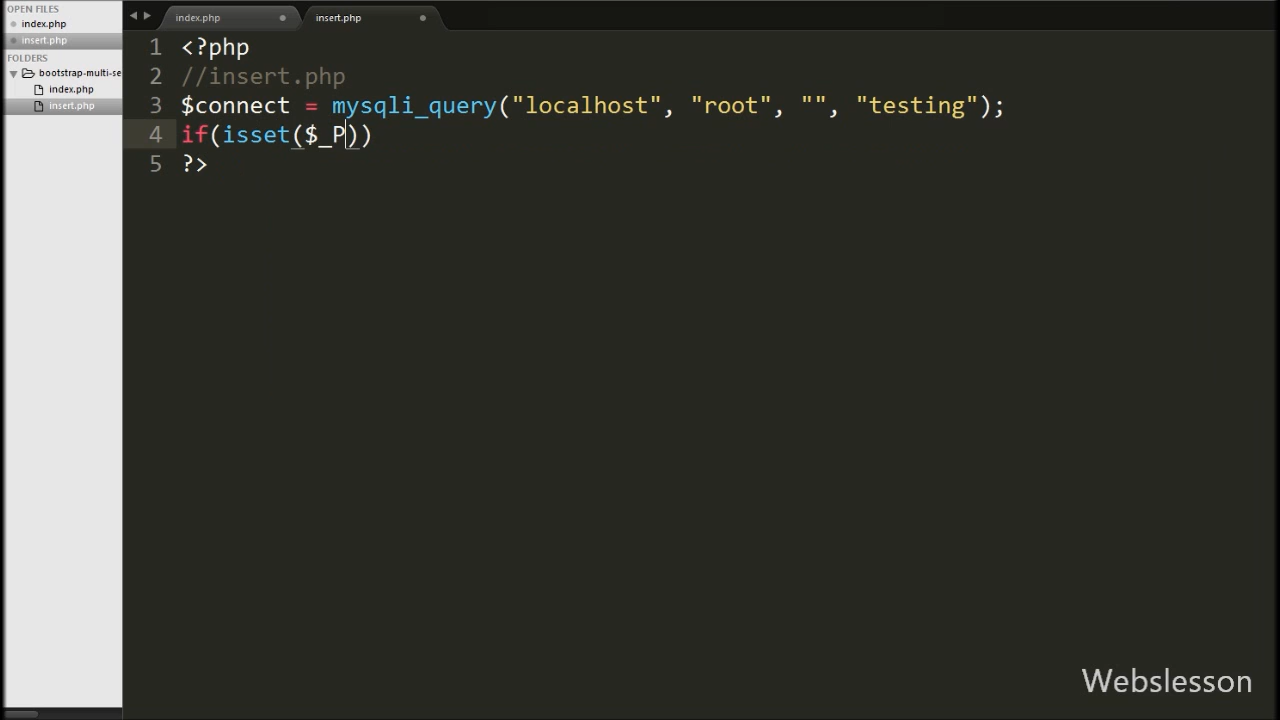 OPEN FILES
index.php
insert.php
FOLDERS
bootstrap-multi-se
index.php
insert.php
index.php
insert.php
1 <?php
2 //insert.php
3 $connect = mysqli_query("localhost", "root", "", "testing");
4 if(isset($_P))
5 ?>
Webslesson